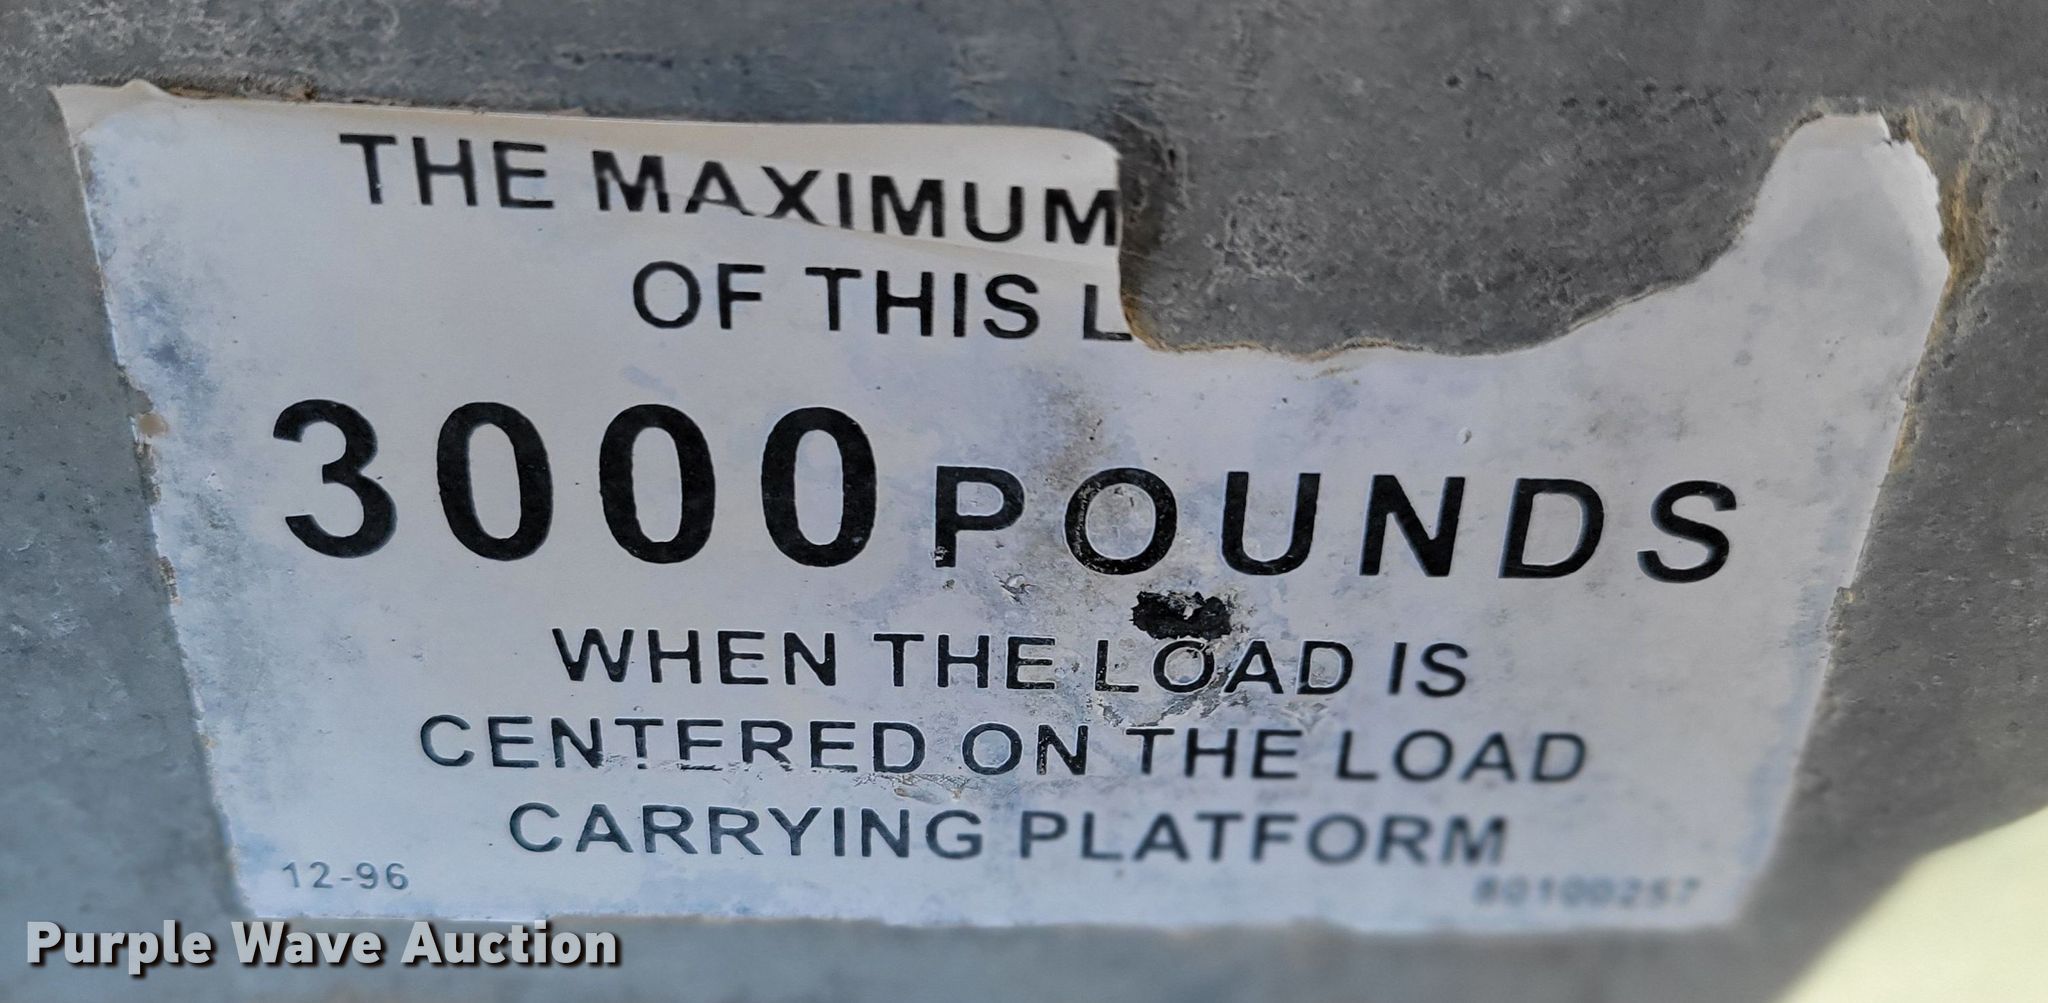 THE MAXIMUM
OF THIS L
3000 POUNDS
WHEN THE LOAD IS
CENTERED ON THE LOAD
CARRYING PLATFORM
12-96
80100257
Purple Wave Auction